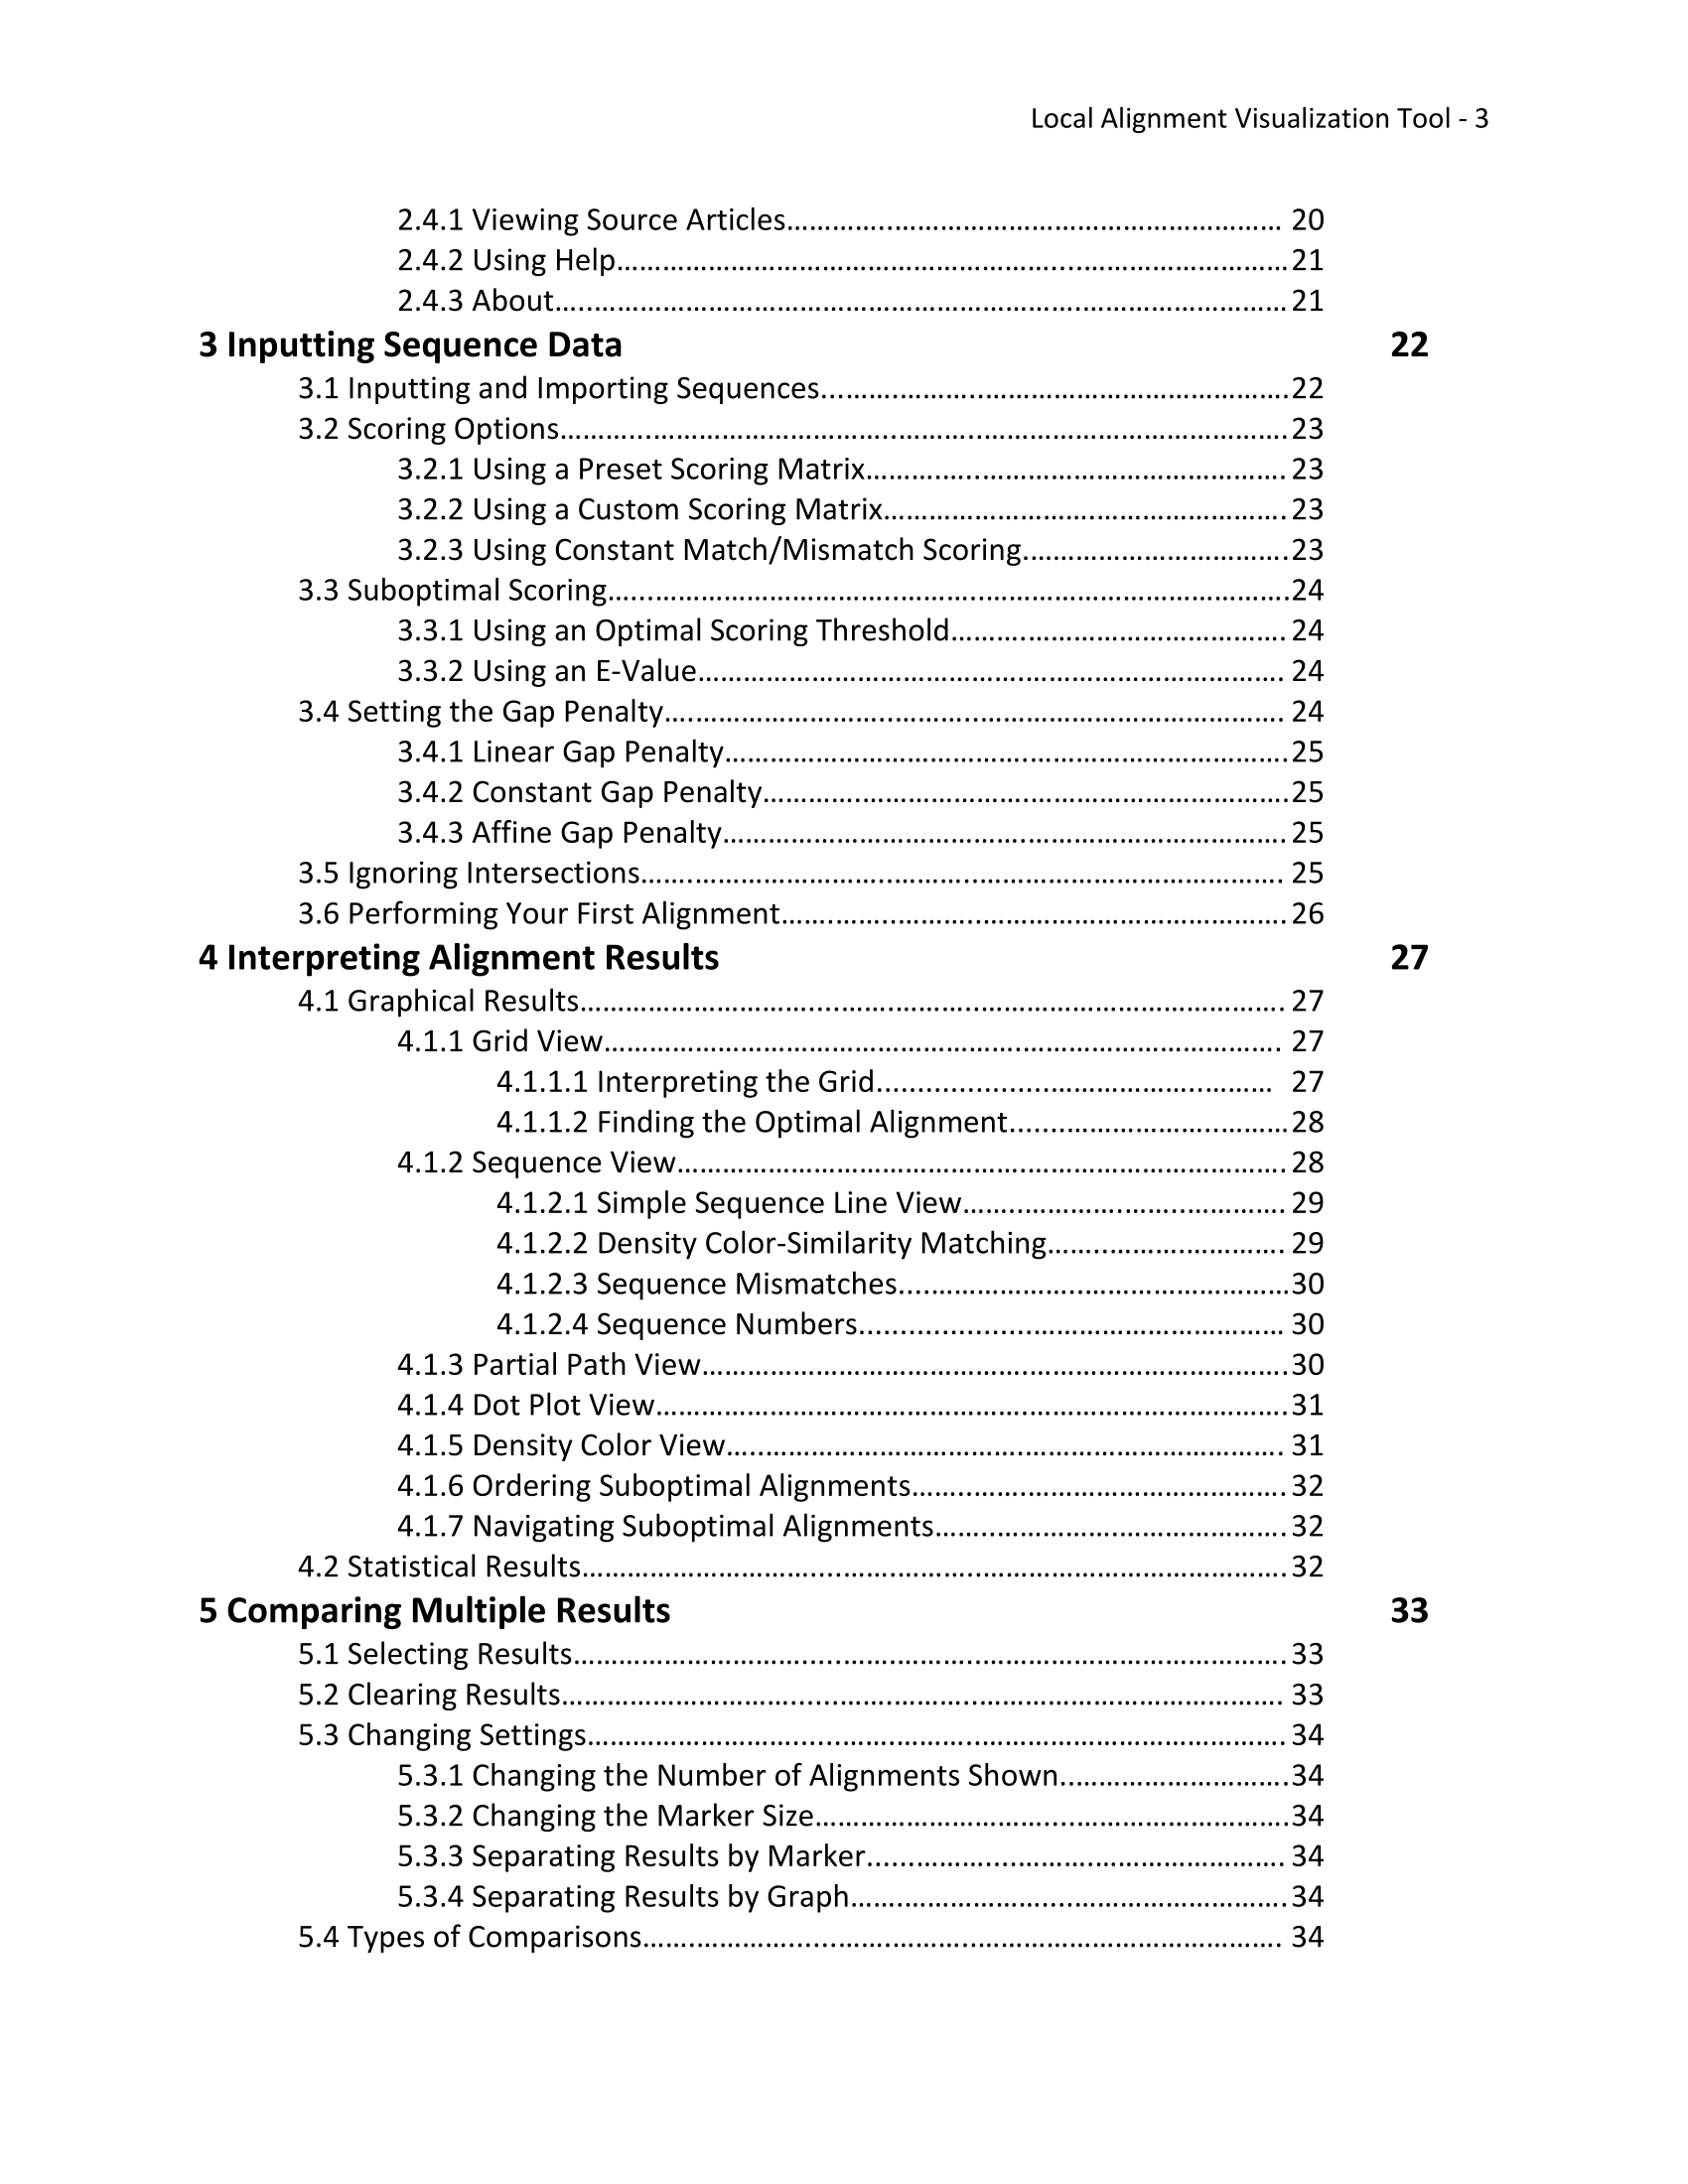 Local Alignment Visualization Tool - 3
2.4.1 Viewing Source Articles…………………………………………………………… 20
2.4.2 Using Help……………………………………………………………………………21
2.4.3 About…………………………………………………………………………………21
3 Inputting Sequence Data 22
3.1 Inputting and Importing Sequences………………………………………………………22
3.2 Scoring Options……………………………………………………………………………23
3.2.1 Using a Preset Scoring Matrix………………………………………………… 23
3.2.2 Using a Custom Scoring Matrix…………………………………………………23
3.2.3 Using Constant Match/Mismatch Scoring………………………………23
3.3 Suboptimal Scoring…………………………………………………………………………24
3.3.1 Using an Optimal Scoring Threshold……………………………………… 24
3.3.2 Using an E-Value…………………………………………………………………… 24
3.4 Setting the Gap Penalty…………………………………………………………………… 24
3.4.1 Linear Gap Penalty…………………………………………………………………25
3.4.2 Constant Gap Penalty………………………………………………………………25
3.4.3 Affine Gap Penalty…………………………………………………………………25
3.5 Ignoring Intersections……………………………………………………………………… 25
3.6 Performing Your First Alignment…………………………………………………………26
4 Interpreting Alignment Results 27
4.1 Graphical Results…………………………………………………………………………… 27
4.1.1 Grid View……………………………………………………………………………… 27
4.1.1.1 Interpreting the Grid……………………………………………… 27
4.1.1.2 Finding the Optimal Alignment…………………………………28
4.1.2 Sequence View………………………………………………………………………28
4.1.2.1 Simple Sequence Line View…………………………………… 29
4.1.2.2 Density Color-Similarity Matching…………………………… 29
4.1.2.3 Sequence Mismatches……………………………………………30
4.1.2.4 Sequence Numbers………………………………………………… 30
4.1.3 Partial Path View……………………………………………………………………30
4.1.4 Dot Plot View…………………………………………………………………………31
4.1.5 Density Color View………………………………………………………………… 31
4.1.6 Ordering Suboptimal Alignments……………………………………………32
4.1.7 Navigating Suboptimal Alignments…………………………………………32
4.2 Statistical Results……………………………………………………………………………32
5 Comparing Multiple Results 33
5.1 Selecting Results……………………………………………………………………………33
5.2 Clearing Results……………………………………………………………………………… 33
5.3 Changing Settings…………………………………………………………………………… 34
5.3.1 Changing the Number of Alignments Shown…………………………34
5.3.2 Changing the Marker Size…………………………………………………………34
5.3.3 Separating Results by Marker………………………………………………… 34
5.3.4 Separating Results by Graph……………………………………………………34
5.4 Types of Comparisons……………………………………………………………………… 34